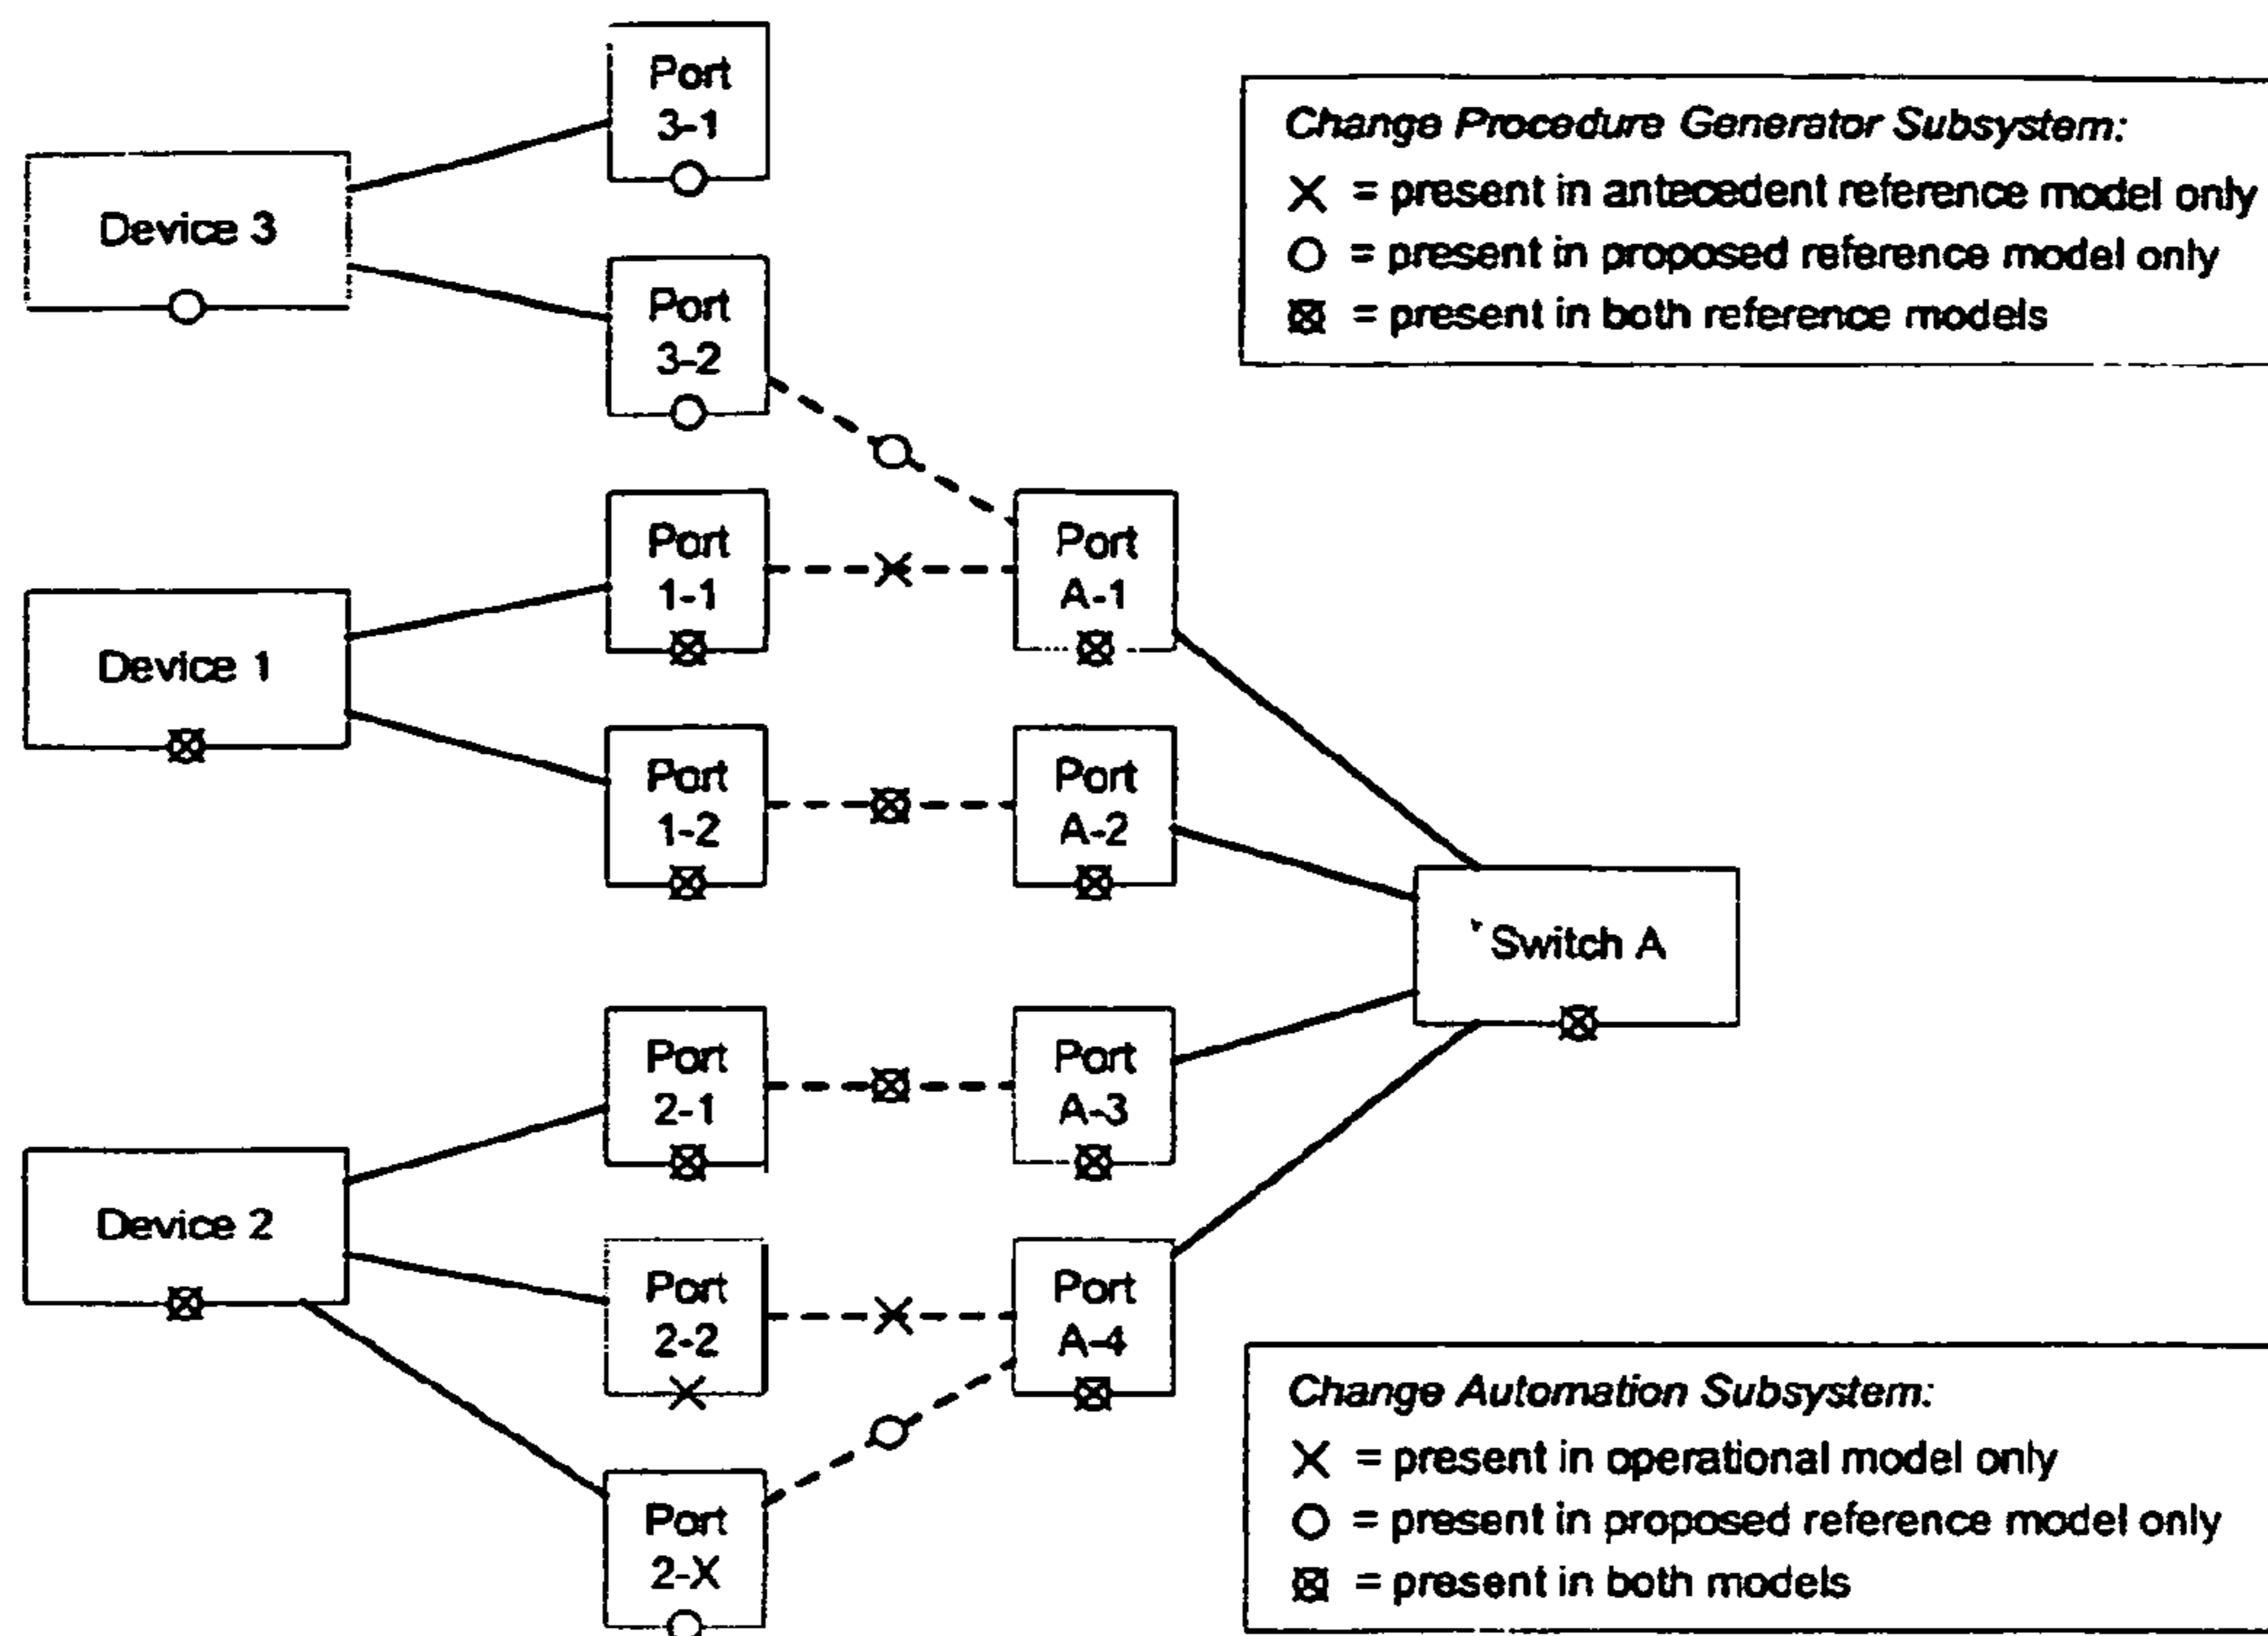 Port
3-1
Change Procedure Generator Subsystem:
X = present in antecedent reference model only
O = present in proposed reference model only
⊠ = present in both reference models
Device 3
Port
3-2
Port
1-1
Port
A-1
Device 1
Port
1-2
Port
A-2
Switch A
Port
2-1
Port
A-3
Device 2
Port
2-2
Port
A-4
Change Automation Subsystem:
X = present in operational model only
O = present in proposed reference model only
⊠ = present in both models
Port
2-X